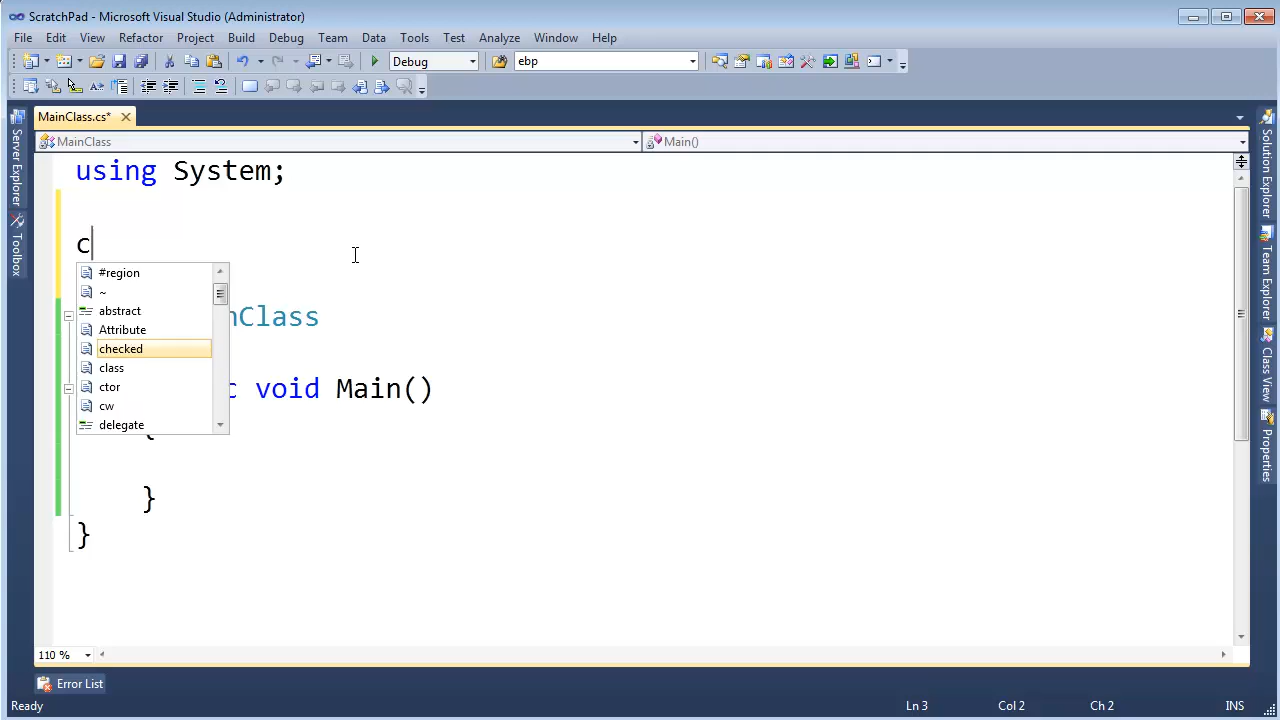 ScratchPad - Microsoft Visual Studio (Administrator)
File Edit View Refactor Project Build Debug Team Data Tools Test Analyze Window Help
Debug ebp
MainClass.cs*
MainClass Main()
using System;
c
#region
~
abstract
Attribute
checked
class
ctor
cw
delegate
nClass
c void Main()
{
}
}
110 %
Error List
Ready Ln 3 Col 2 Ch 2 INS
Server Explorer
Toolbox
Solution Explorer
Team Explorer
Class View
Properties